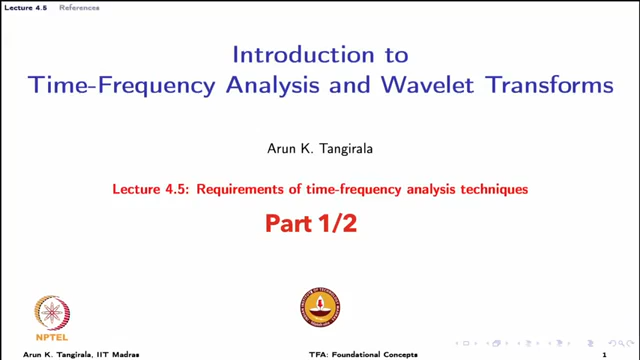 Lecture 4.5 References
Introduction to
Time-Frequency Analysis and Wavelet Transforms
Arun K. Tangirala
Lecture 4.5: Requirements of time-frequency analysis techniques
Part 1/2
NPTEL
Arun K. Tangirala, IIT Madras TFA: Foundational Concepts 1